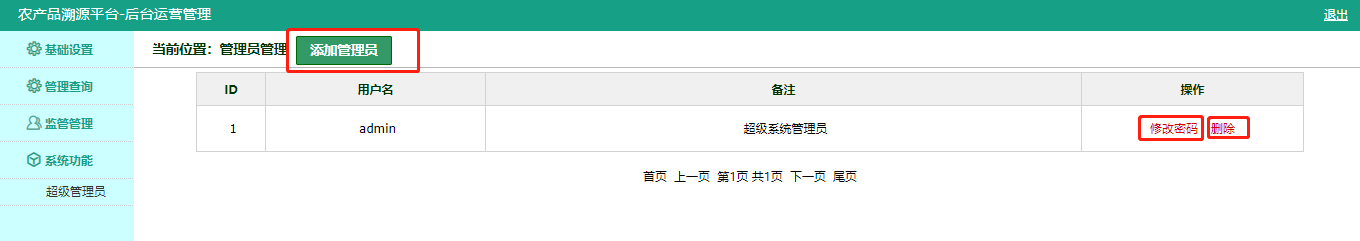 农产品溯源平台-后台运营管理 退出
基础设置
管理查询
监管管理
系统功能
超级管理员
当前位置：管理员管理 添加管理员
ID 用户名 备注 操作
1 admin 超级系统管理员 修改密码 删除
首页 上一页 第1页 共1页 下一页 尾页